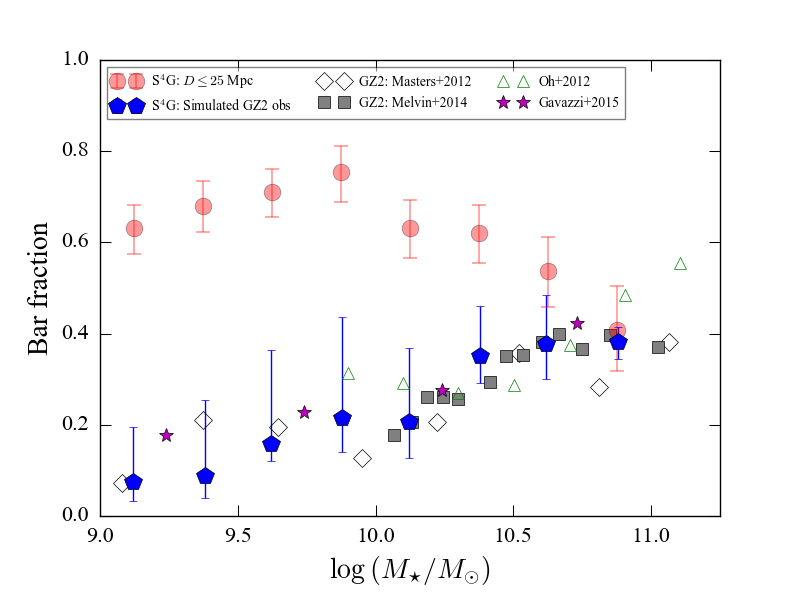 1.0
0.8
0.6
0.4
0.2
0.0
Bar fraction
S⁴G: D ≤ 25 Mpc
S⁴G: Simulated GZ2 obs
GZ2: Masters+2012
GZ2: Melvin+2014
Oh+2012
Gavazzi+2015
9.0 9.5 10.0 10.5 11.0
log (M⋆/M⊙)